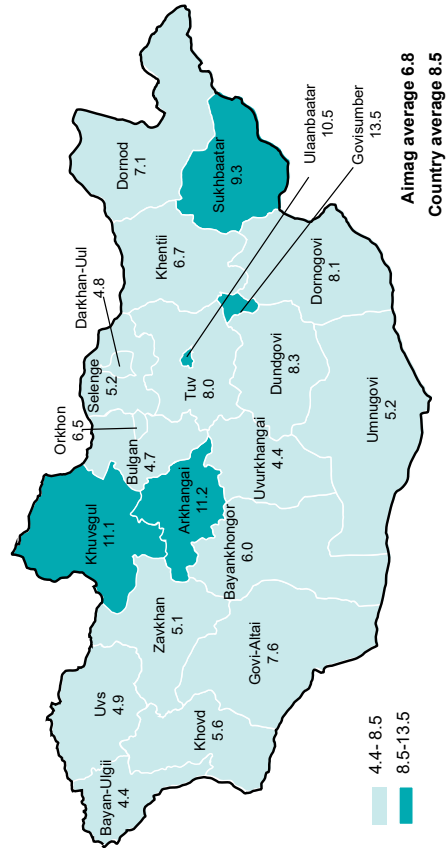 Dornod
7.1
Sukhbaatar
9.3
Ulaanbaatar
10.5
Govisumber
13.5
Khentii
6.7
Darkhan-Uul
4.8
Selenge
5.2
Orkhon
6.5
Bulgan
4.7
Tuv
8.0
Dornogovi
8.1
Dundgovi
8.3
Umnugovi
5.2
Uvurkhangai
4.4
Khuvsgul
11.1
Arkhangai
11.2
Bayankhongor
6.0
Zavkhan
5.1
Govi-Altai
7.6
Uvs
4.9
Khovd
5.6
Bayan-Ulgii
4.4
4.4- 8.5
8.5-13.5
Aimag average 6.8
Country average 8.5